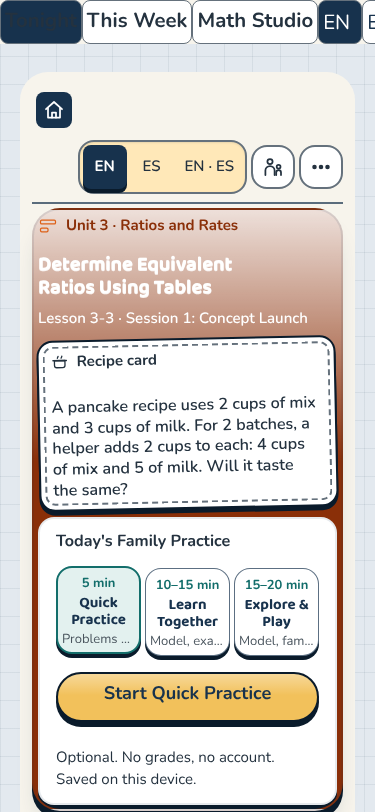 Tonight This Week Math Studio EN
EN ES EN · ES
Unit 3 · Ratios and Rates
Determine Equivalent
Ratios Using Tables
Lesson 3-3 · Session 1: Concept Launch
Recipe card
A pancake recipe uses 2 cups of mix
and 3 cups of milk. For 2 batches, a
helper adds 2 cups to each: 4 cups
of mix and 5 of milk. Will it taste
the same?
Today's Family Practice
5 min
Quick
Practice
Problems ...
10–15 min
Learn
Together
Model, exa...
15–20 min
Explore &
Play
Model, fam...
Start Quick Practice
Optional. No grades, no account.
Saved on this device.